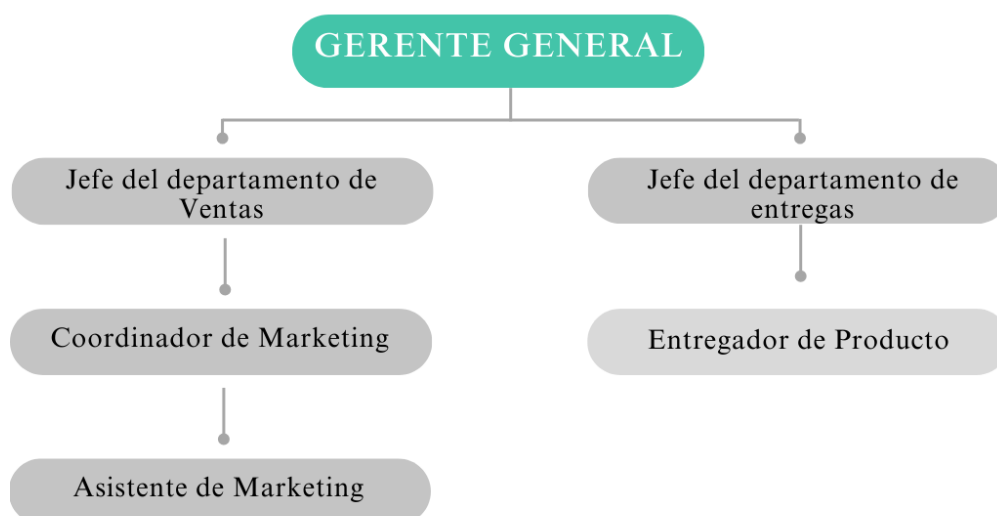 GERENTE GENERAL
Jefe del departamento de
Ventas
Jefe del departamento de
entregas
Coordinador de Marketing
Entregador de Producto
Asistente de Marketing